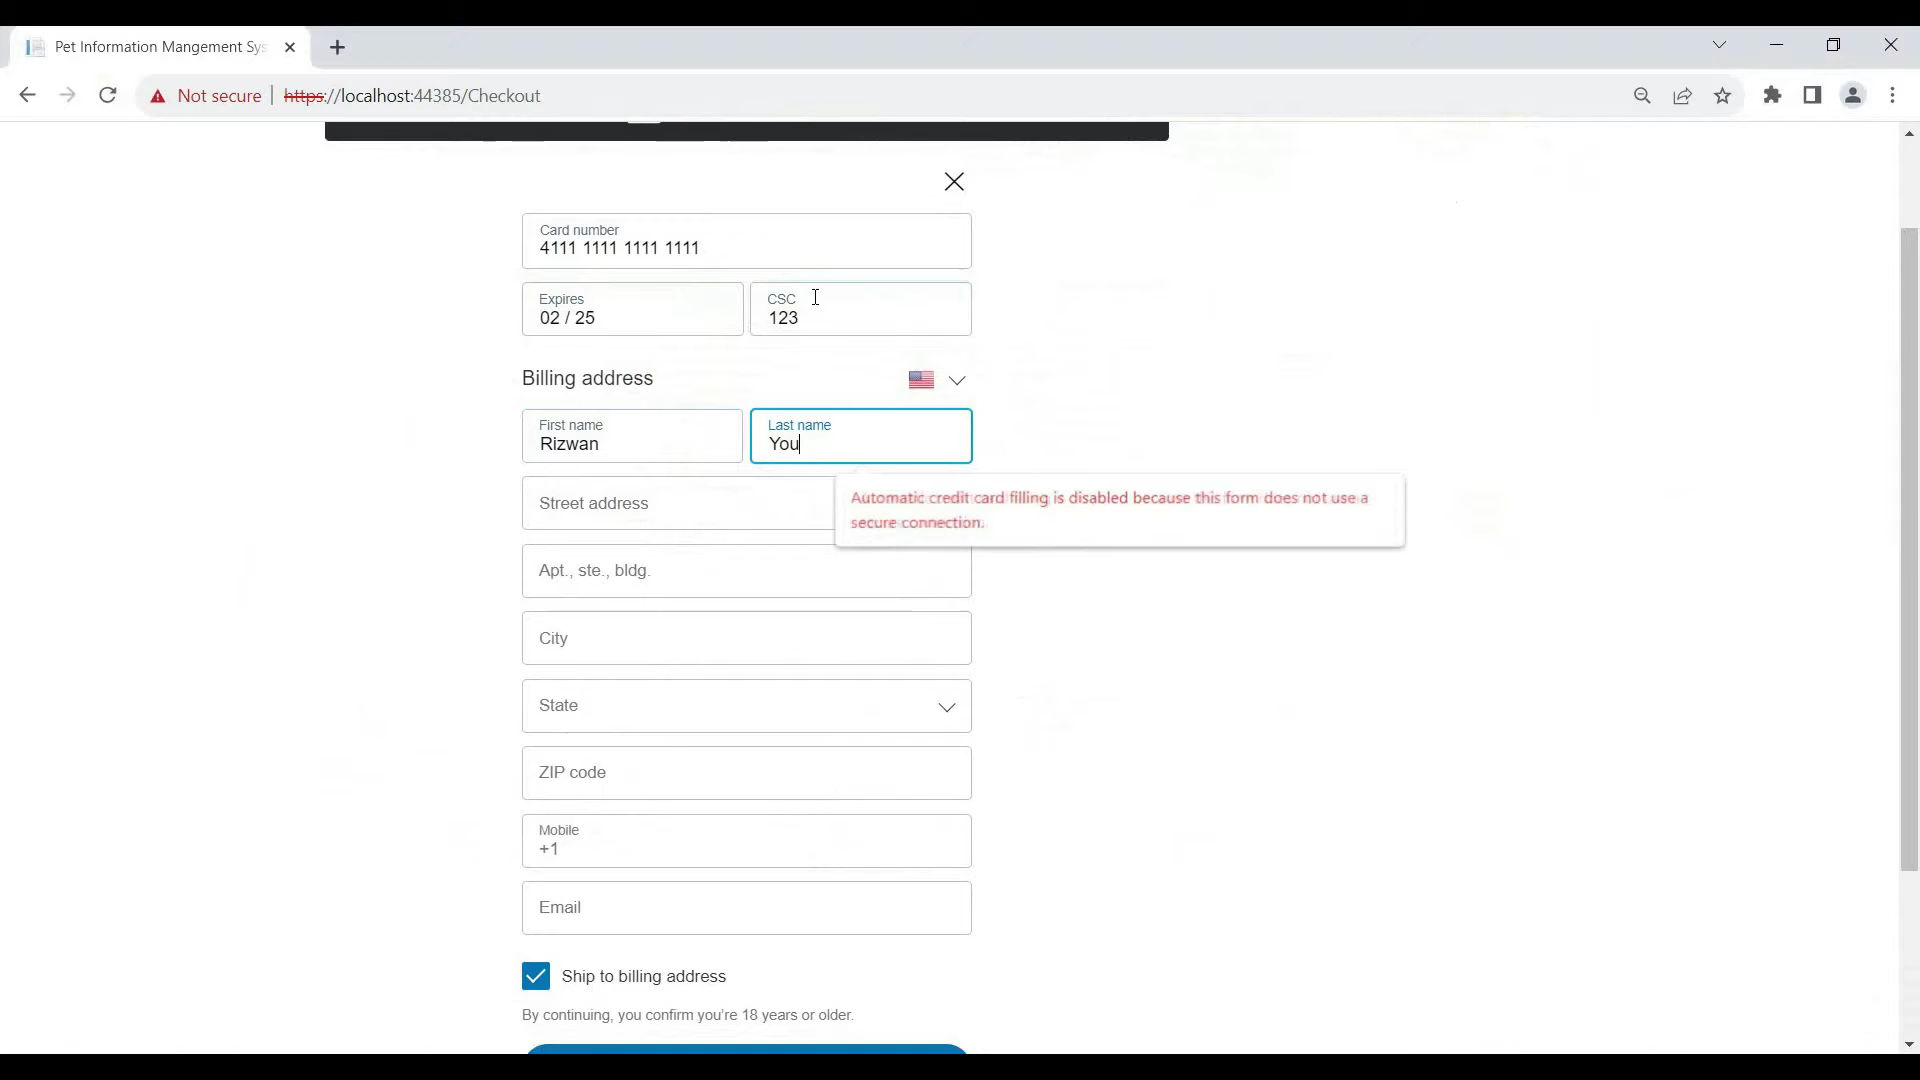 Pet Information Mangement Sys
Not secure https://localhost:44385/Checkout
Card number
4111 1111 1111 1111
Expires
02 / 25
CSC
123
Billing address
First name
Rizwan
Last name
You
Street address
Automatic credit card filling is disabled because this form does not use a
secure connection.
Apt., ste., bldg.
City
State
ZIP code
Mobile
+1
Email
Ship to billing address
By continuing, you confirm you're 18 years or older.